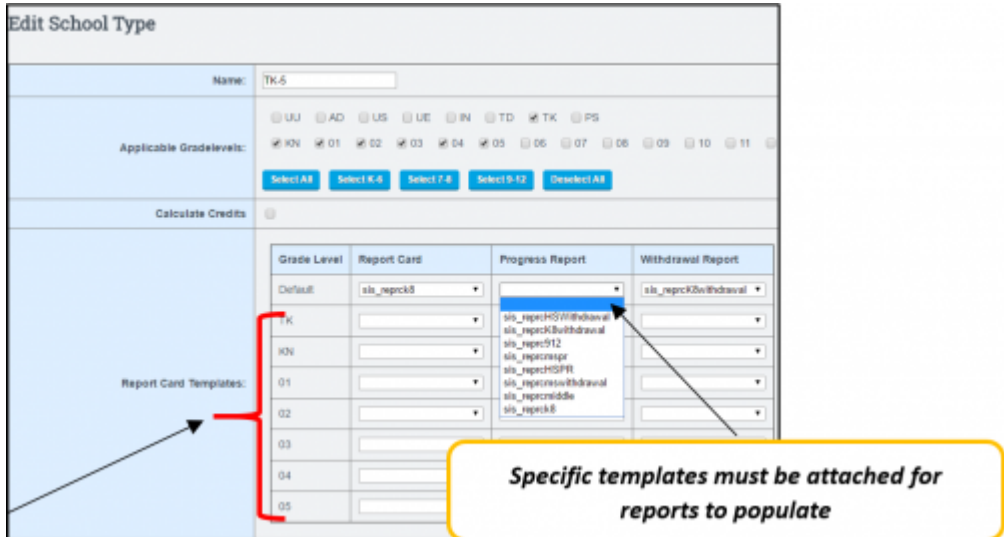 Edit School Type
Name: TK-5
UU AD US UE IN TD TK PS
Applicable Gradelevels: KN 01 02 03 04 05 06 07 08 09 10 11
Select All Select K-6 Select 7-8 Select 9-12 Deselect All
Calculate Credits
Grade Level Report Card Progress Report Withdrawal Report
Default sis_reprck8 sis_reprcK8withdrawal
TK sis_reprcHSWithdrawal
sis_reprcK8withdrawal
KN sis_reprc912
sis_reprcmspr
sis_reprcHSPR
Report Card Templates: 01 sis_reprcmswithdrawal
sis_reprcmiddle
02 sis_reprck8
03
04
05
Specific templates must be attached for
reports to populate